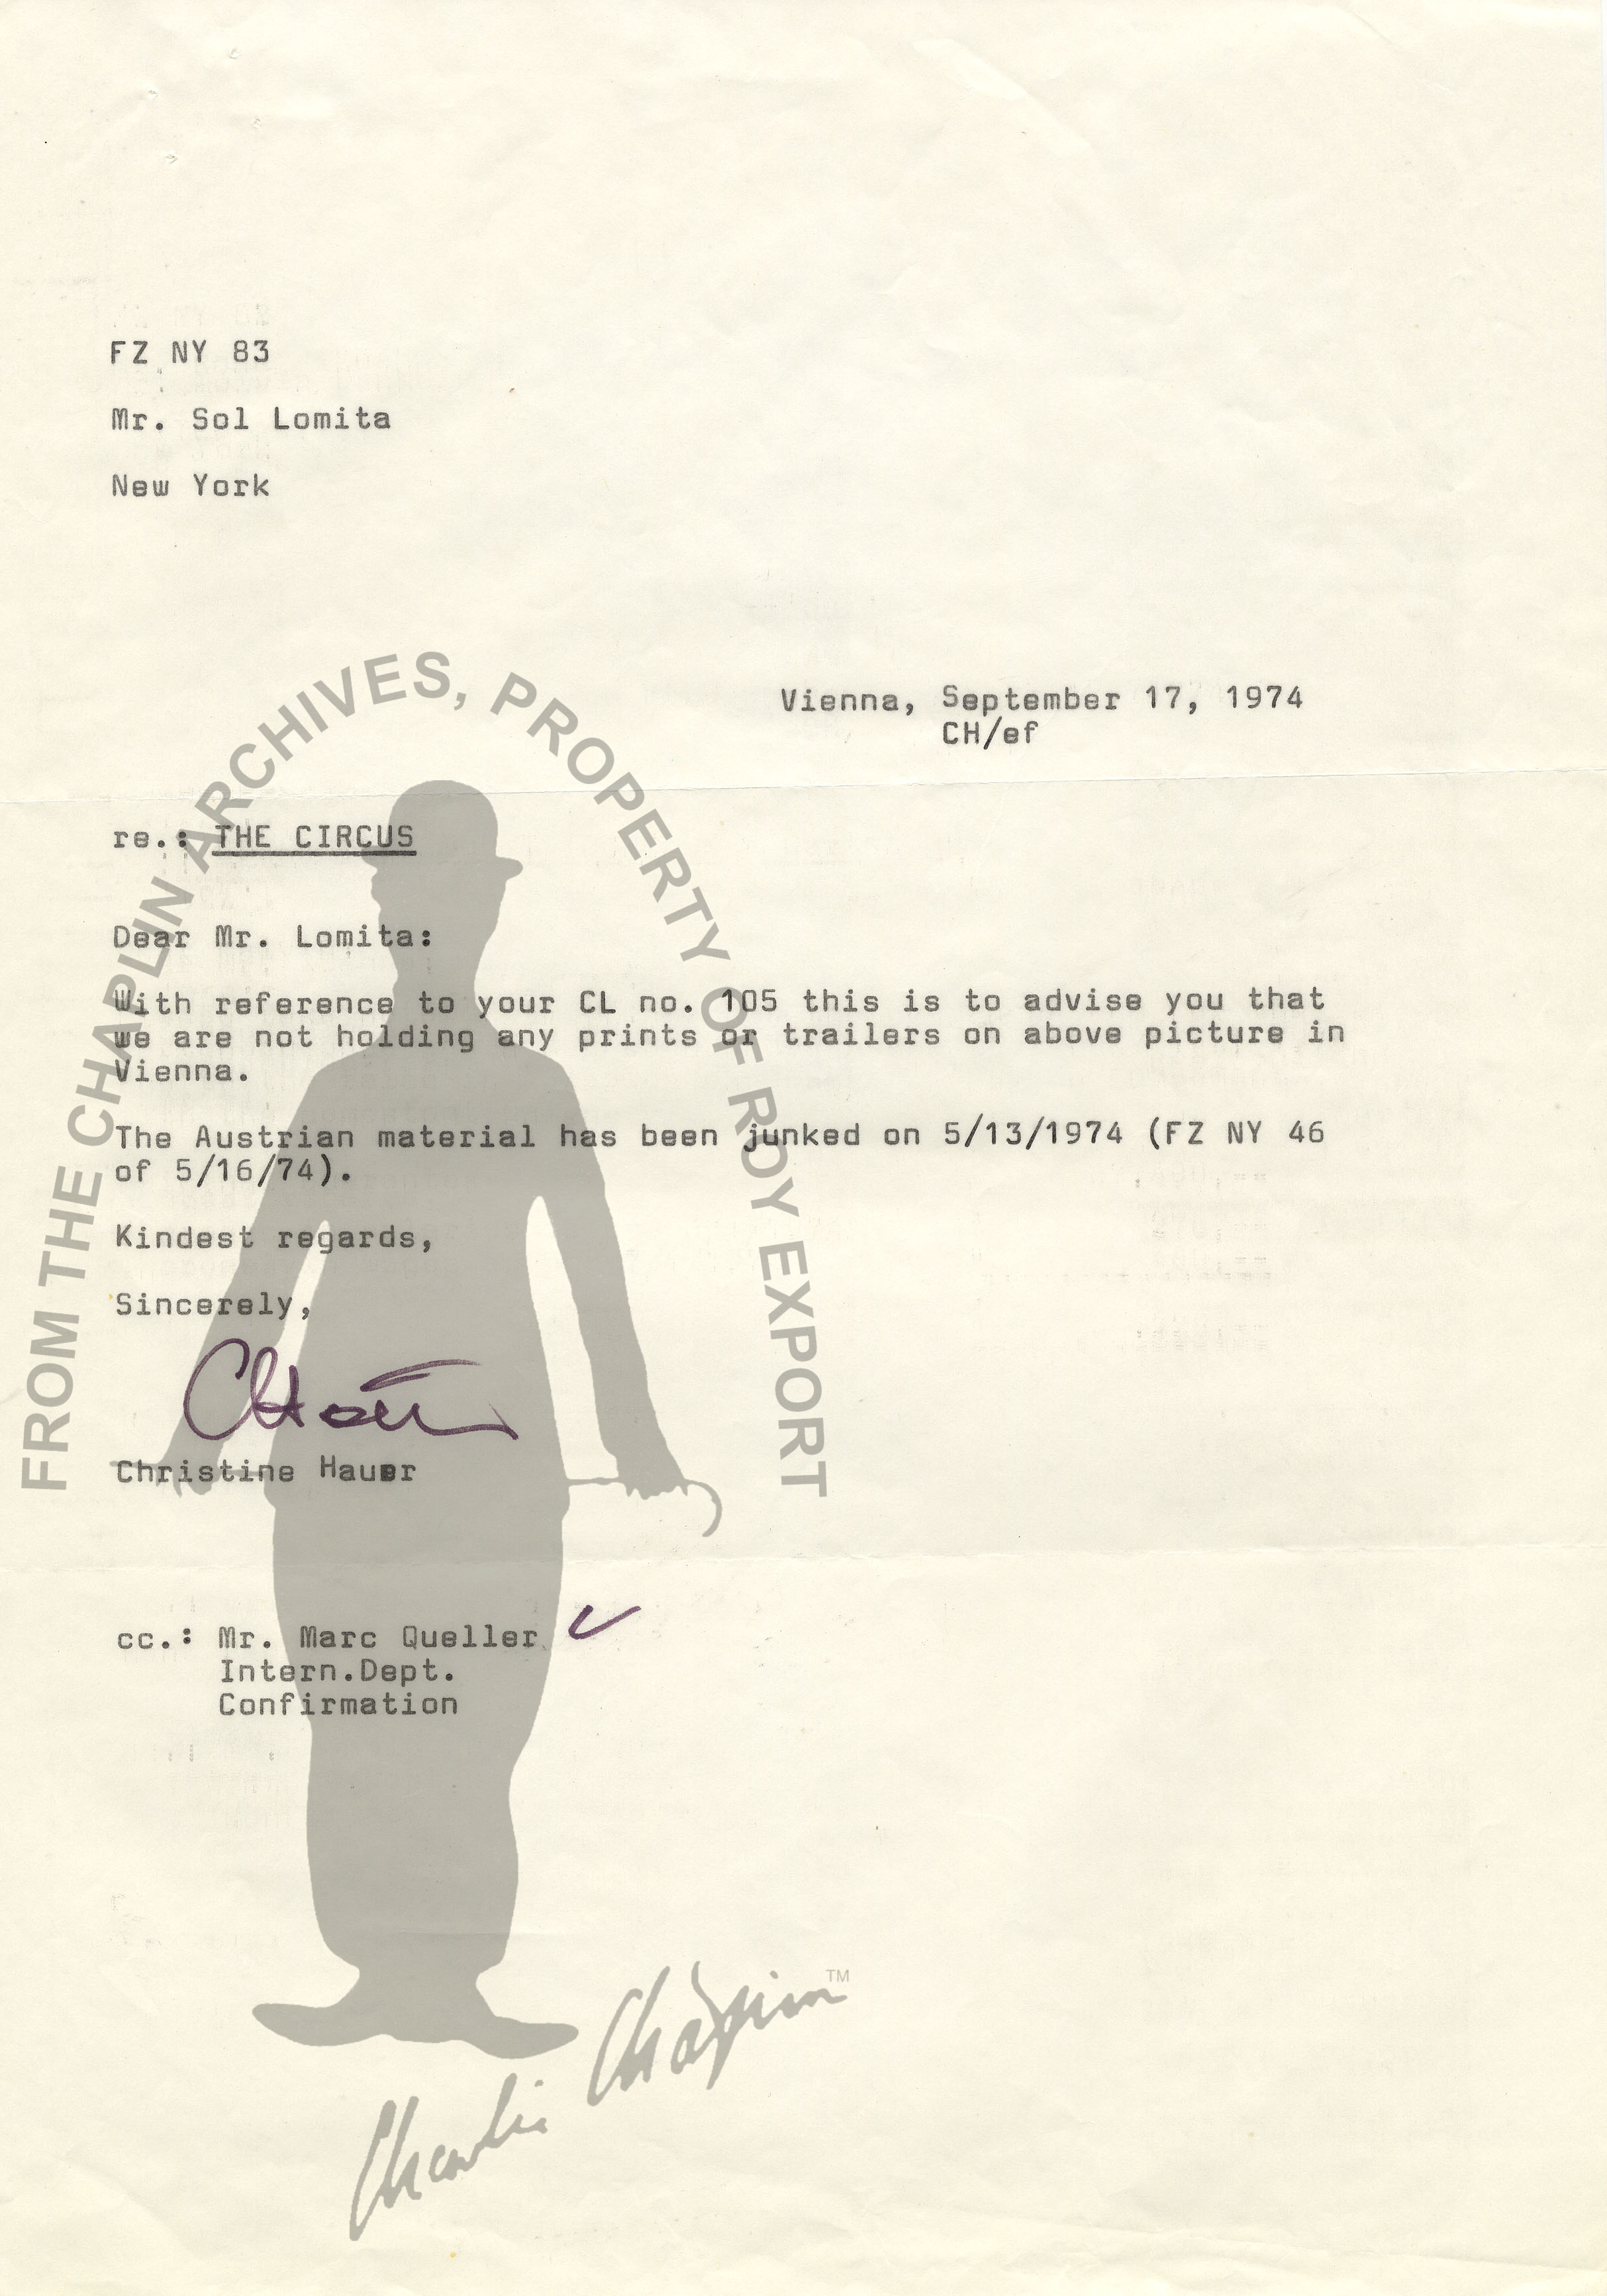 FZ NY 83
Mr. Sol Lomita
New York
Vienna, September 17, 1974
CH/ef
re.: THE CIRCUS
Dear Mr. Lomita:
With reference to your CL no. 105 this is to advise you that
we are not holding any prints or trailers on above picture in
Vienna.
The Austrian material has been junked on 5/13/1974 (FZ NY 46
of 5/16/74).
Kindest regards,
Sincerely,
Christine Hauer
cc.: Mr. Marc Queller
Intern.Dept.
Confirmation
FROM THE CHAPLIN ARCHIVES, PROPERTY OF ROY EXPORT
Charlie Chaplin TM